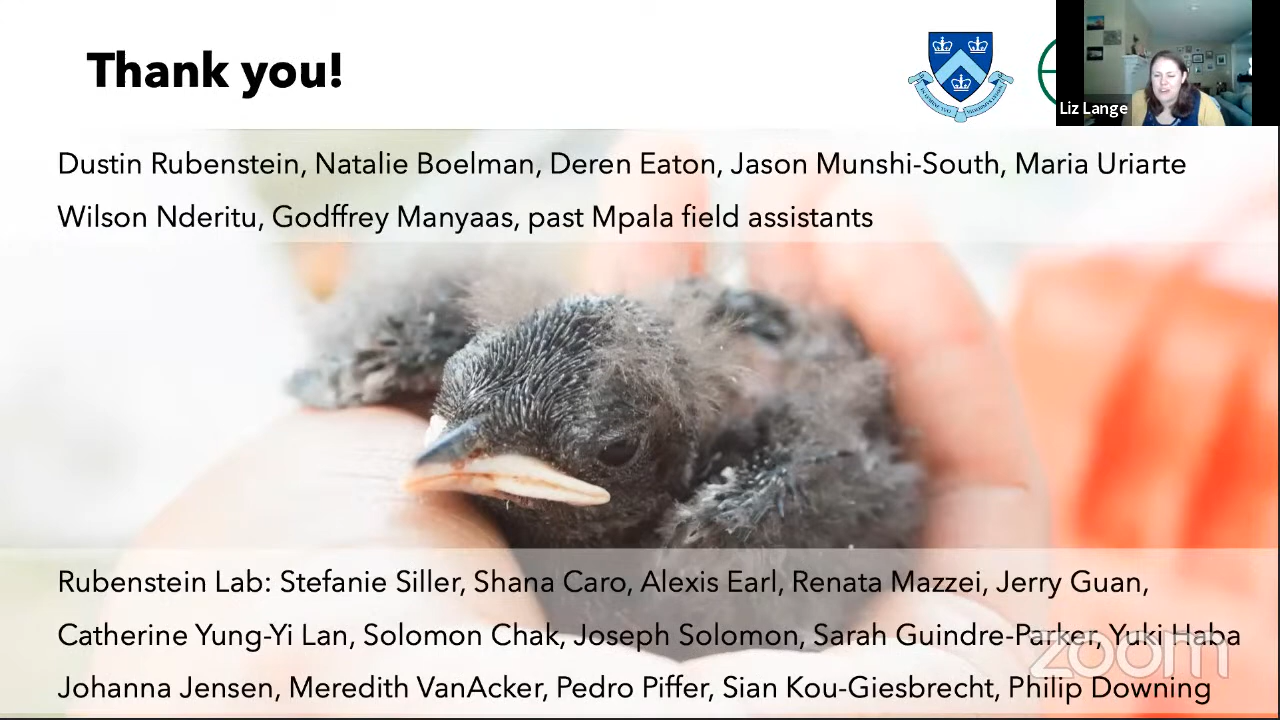 Thank you!
Liz Lange
Dustin Rubenstein, Natalie Boelman, Deren Eaton, Jason Munshi-South, Maria Uriarte
Wilson Nderitu, Godffrey Manyaas, past Mpala field assistants
Rubenstein Lab: Stefanie Siller, Shana Caro, Alexis Earl, Renata Mazzei, Jerry Guan,
Catherine Yung-Yi Lan, Solomon Chak, Joseph Solomon, Sarah Guindre-Parker, Yuki Haba
Johanna Jensen, Meredith VanAcker, Pedro Piffer, Sian Kou-Giesbrecht, Philip Downing
zoom